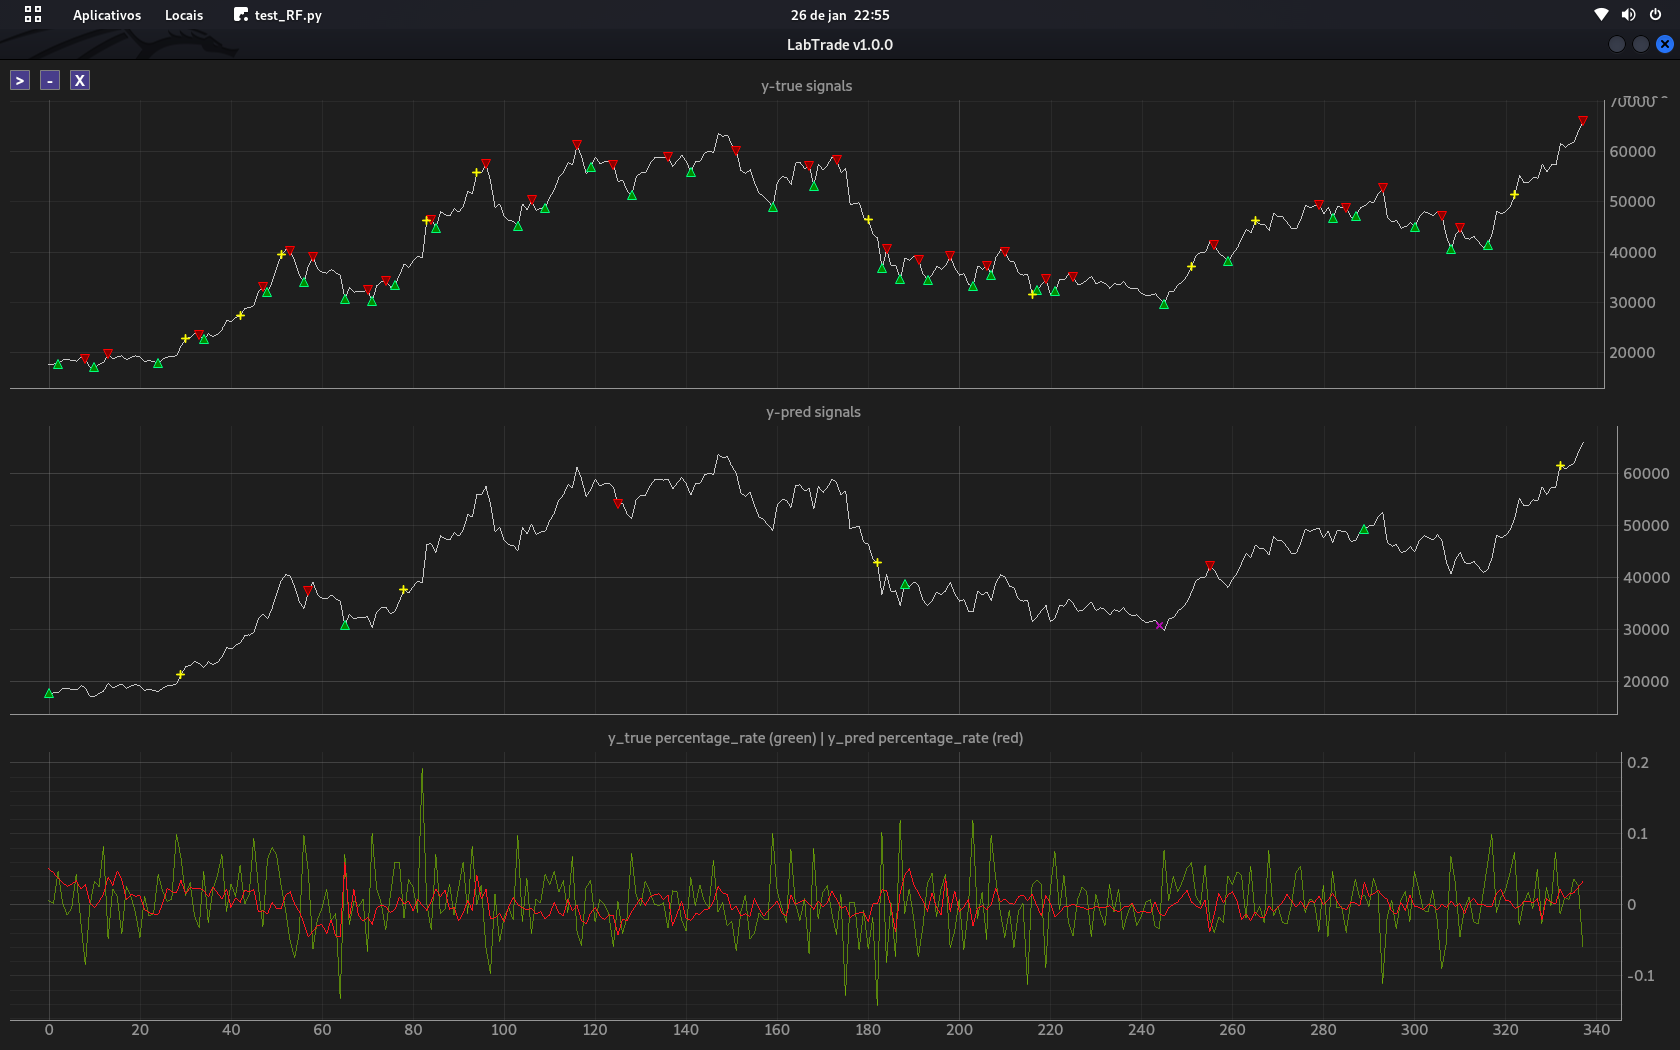 Aplicativos Locais test_RF.py 26 de jan 22:55
LabTrade v1.0.0
> - X
y-true signals
70000
60000
50000
40000
30000
20000
y-pred signals
60000
50000
40000
30000
20000
y_true percentage_rate (green) | y_pred percentage_rate (red)
0.2
0.1
0
-0.1
0 20 40 60 80 100 120 140 160 180 200 220 240 260 280 300 320 340